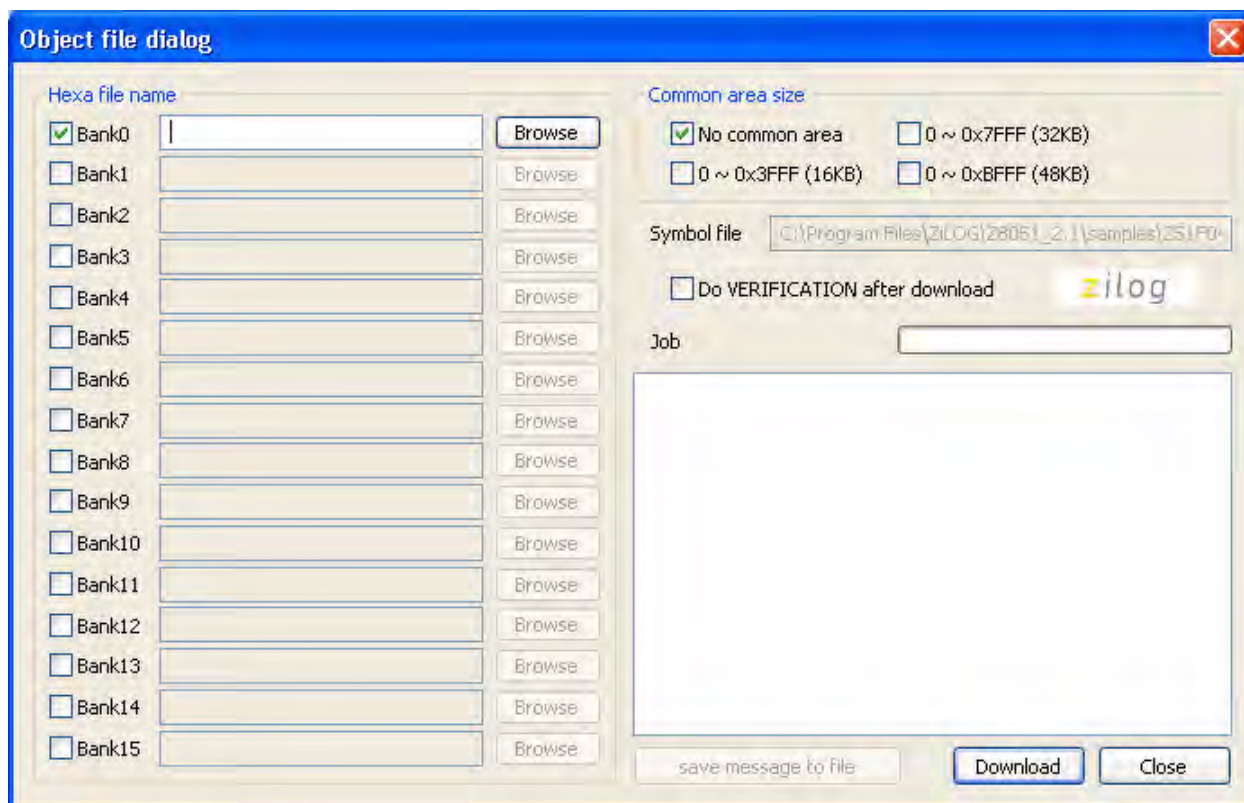 Object file dialog
Hexa file name
Bank0 Browse
Bank1 Browse
Bank2 Browse
Bank3 Browse
Bank4 Browse
Bank5 Browse
Bank6 Browse
Bank7 Browse
Bank8 Browse
Bank9 Browse
Bank10 Browse
Bank11 Browse
Bank12 Browse
Bank13 Browse
Bank14 Browse
Bank15 Browse
Common area size
No common area 0 ~ 0x7FFF (32KB)
0 ~ 0x3FFF (16KB) 0 ~ 0xBFFF (48KB)
Symbol file C:\Program Files\ZiLOG\Z8051_2.1\samples\
Do VERIFICATION after download zilog
Job
save message to file Download Close